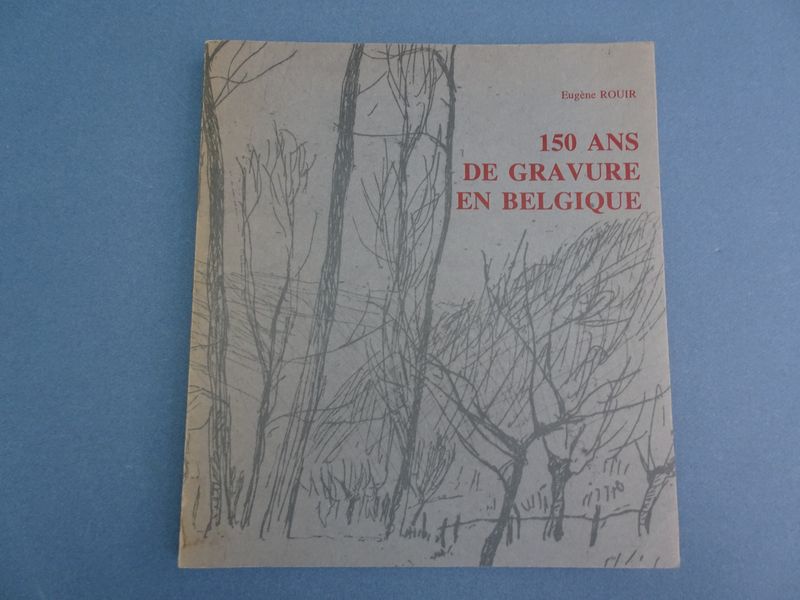 Eugène ROUIR
150 ANS
DE GRAVURE
EN BELGIQUE